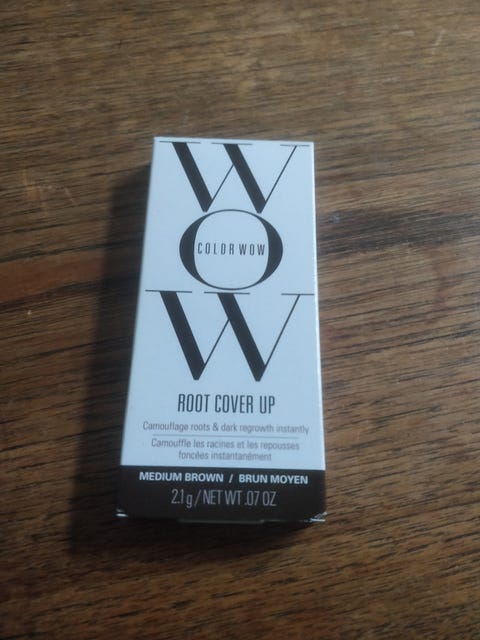 W
O
COLOR WOW
W
ROOT COVER UP
Camouflage roots & dark regrowth instantly
Camouffle les racines et les repousses
foncées instantanément
MEDIUM BROWN / BRUN MOYEN
2.1 g / NET WT .07 OZ